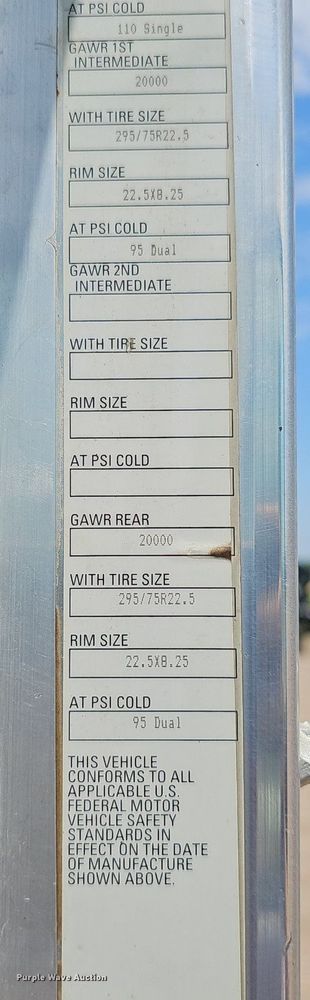 AT PSI COLD
110 Single
GAWR 1ST
INTERMEDIATE
20000
WITH TIRE SIZE
295/75R22.5
RIM SIZE
22.5X8.25
AT PSI COLD
95 Dual
GAWR 2ND
INTERMEDIATE
WITH TIRE SIZE
RIM SIZE
AT PSI COLD
GAWR REAR
20000
WITH TIRE SIZE
295/75R22.5
RIM SIZE
22.5X8.25
AT PSI COLD
95 Dual
THIS VEHICLE
CONFORMS TO ALL
APPLICABLE U.S.
FEDERAL MOTOR
VEHICLE SAFETY
STANDARDS IN
EFFECT ON THE DATE
OF MANUFACTURE
SHOWN ABOVE.
Purple Wave Auction